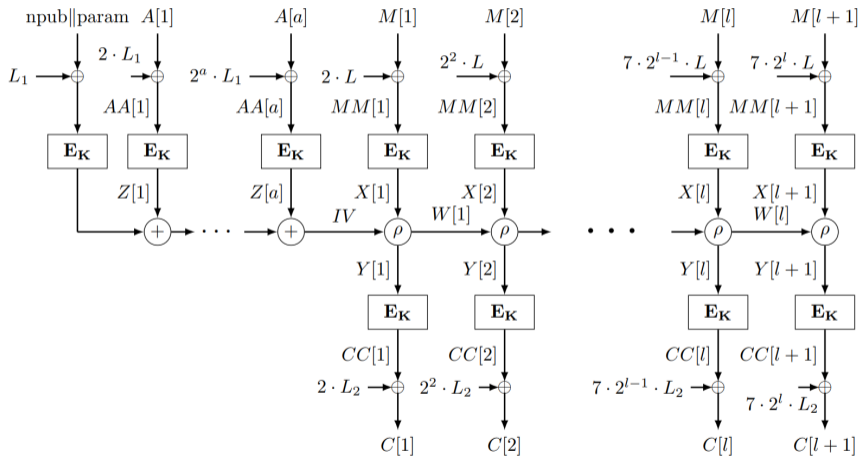 npub∥param A[1] A[a] M[1] M[2] M[l] M[l + 1]
L₁ 2 · L₁ 2ᵃ · L₁ 2 · L 2² · L 7 · 2ˡ⁻¹ · L 7 · 2ˡ · L
AA[1] AA[a] MM[1] MM[2] MM[l] MM[l + 1]
E_K E_K E_K E_K E_K E_K E_K
Z[1] Z[a] X[1] X[2] X[l] X[l + 1]
IV W[1] W[l]
+ · · · + ρ ρ • • • ρ ρ
Y[1] Y[2] Y[l] Y[l + 1]
E_K E_K E_K E_K
CC[1] CC[2] CC[l] CC[l + 1]
2 · L₂ 2² · L₂ 7 · 2ˡ⁻¹ · L₂ 7 · 2ˡ · L₂
C[1] C[2] C[l] C[l + 1]